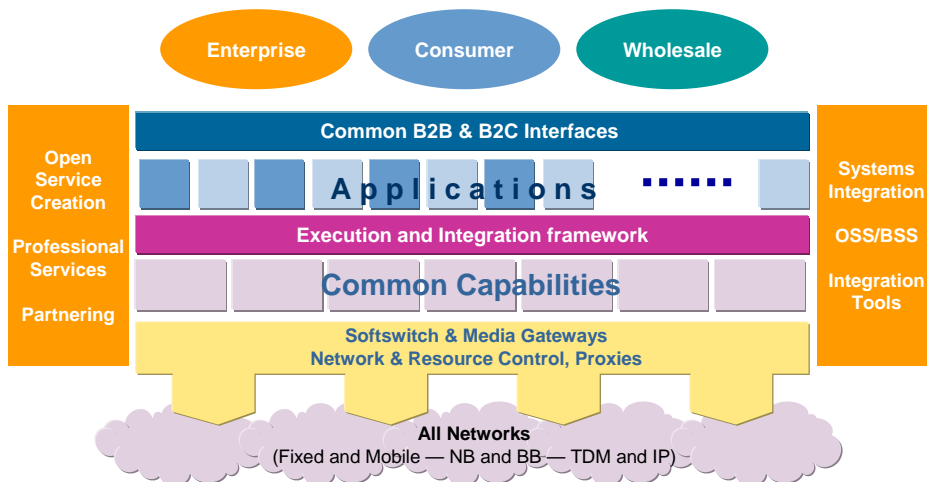 Enterprise
Consumer
Wholesale
Open
Service
Creation
Professional
Services
Partnering
Common B2B & B2C Interfaces
Applications
Execution and Integration framework
Common Capabilities
Softswitch & Media Gateways
Network & Resource Control, Proxies
Systems
Integration
OSS/BSS
Integration
Tools
All Networks
(Fixed and Mobile — NB and BB — TDM and IP)